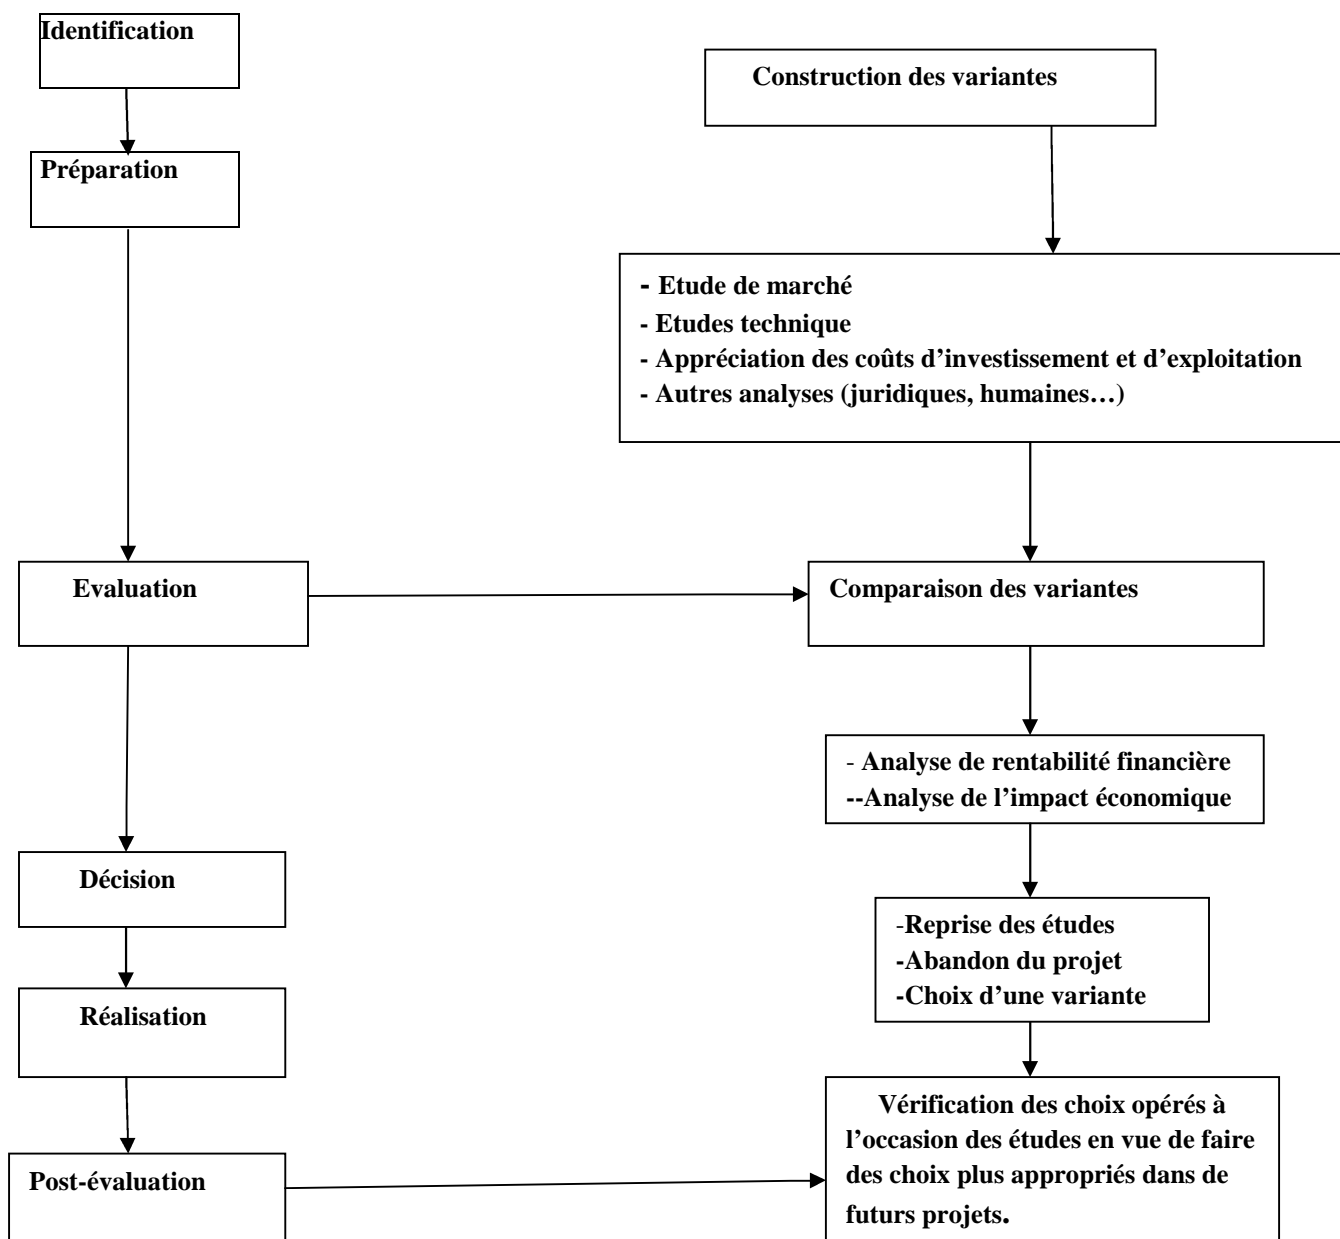 Identification
Construction des variantes
Préparation
- Etude de marché
- Etudes technique
- Appréciation des coûts d’investissement et d’exploitation
- Autres analyses (juridiques, humaines…)
Evaluation
Comparaison des variantes
- Analyse de rentabilité financière
--Analyse de l’impact économique
Décision
-Reprise des études
-Abandon du projet
-Choix d’une variante
Réalisation
Vérification des choix opérés à
l’occasion des études en vue de faire
des choix plus appropriés dans de
futurs projets.
Post-évaluation